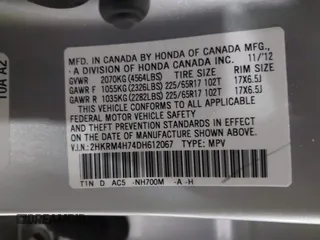 10A A2
MFD. IN CANADA BY HONDA OF CANADA MFG.,
A DIVISION OF HONDA CANADA INC. 11/'12
GVWR 2070KG (4564LBS) TIRE SIZE RIM SIZE
GAWR F 1055KG (2326LBS) 225/65R17 102T 17X6.5J
GAWR R 1035KG (2282LBS) 225/65R17 102T 17X6.5J
THIS VEHICLE CONFORMS TO ALL APPLICABLE
FEDERAL MOTOR VEHICLE SAFETY
STANDARDS IN EFFECT ON THE
DATE OF MANUFACTURE SHOWN ABOVE.
V.I.N.: 2HKRM4H74DH612067 TYPE: MPV
T1N D AC5 -NH700M -A -H